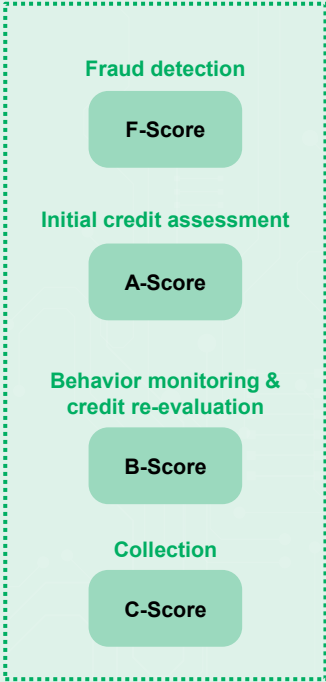 Fraud detection
F-Score
Initial credit assessment
A-Score
Behavior monitoring &
credit re-evaluation
B-Score
Collection
C-Score